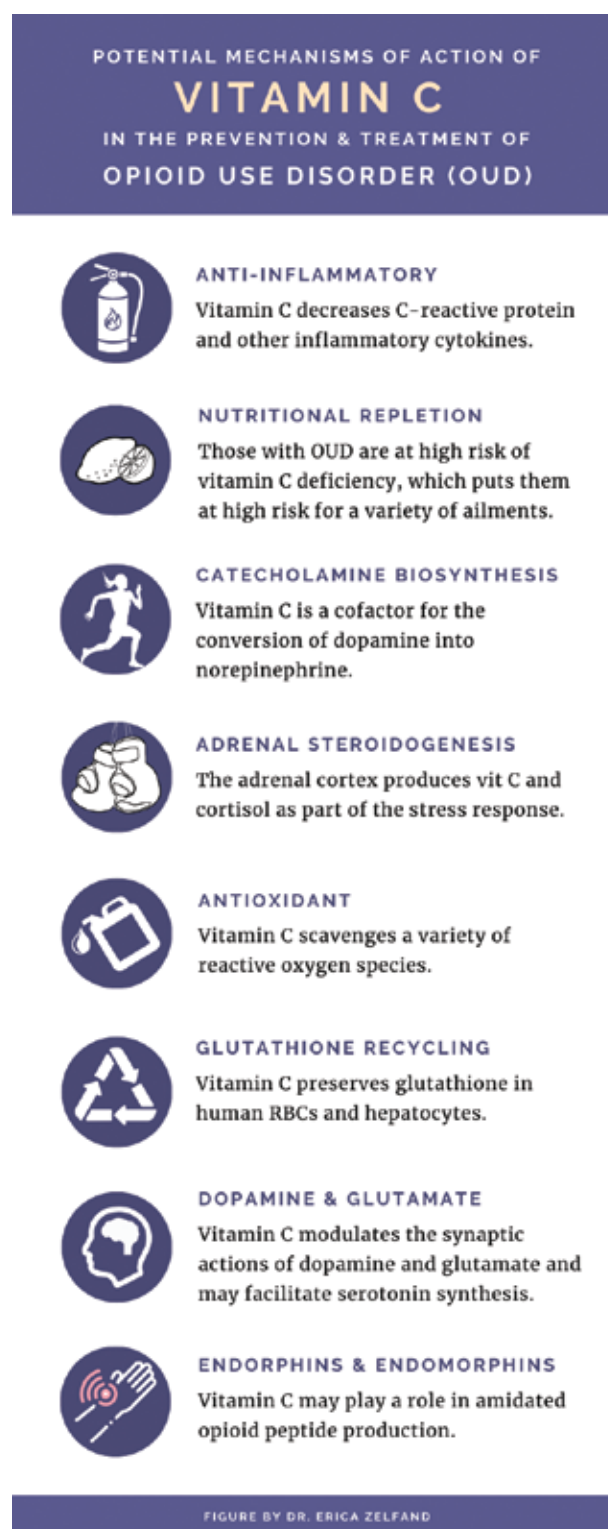 POTENTIAL MECHANISMS OF ACTION OF
VITAMIN C
IN THE PREVENTION & TREATMENT OF
OPIOID USE DISORDER (OUD)
ANTI-INFLAMMATORY
Vitamin C decreases C-reactive protein
and other inflammatory cytokines.
NUTRITIONAL REPLETION
Those with OUD are at high risk of
vitamin C deficiency, which puts them
at high risk for a variety of ailments.
CATECHOLAMINE BIOSYNTHESIS
Vitamin C is a cofactor for the
conversion of dopamine into
norepinephrine.
ADRENAL STEROIDOGENESIS
The adrenal cortex produces vit C and
cortisol as part of the stress response.
ANTIOXIDANT
Vitamin C scavenges a variety of
reactive oxygen species.
GLUTATHIONE RECYCLING
Vitamin C preserves glutathione in
human RBCs and hepatocytes.
DOPAMINE & GLUTAMATE
Vitamin C modulates the synaptic
actions of dopamine and glutamate and
may facilitate serotonin synthesis.
ENDORPHINS & ENDOMORPHINS
Vitamin C may play a role in amidated
opioid peptide production.
FIGURE BY DR. ERICA ZELFAND